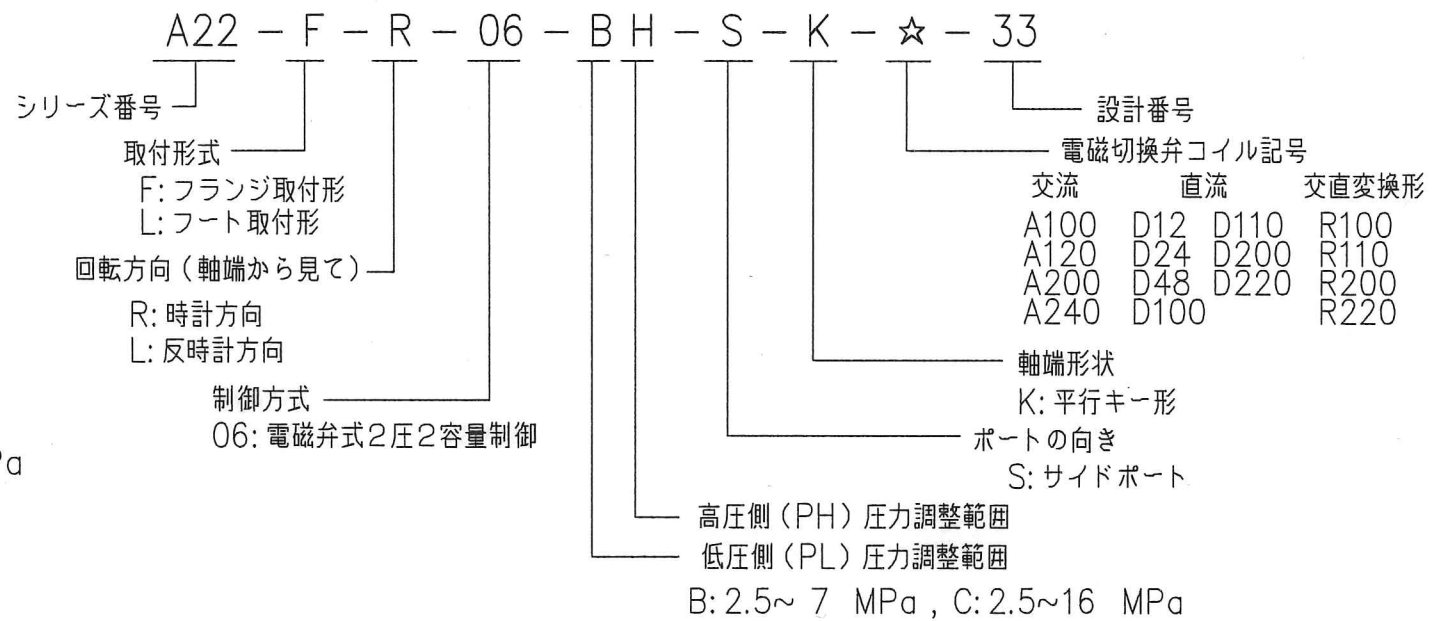 A22-F-R-06-BH-S-K-☆-33
シリーズ番号
設計番号
取付形式
電磁切換弁コイル記号
F:フランジ取付形
L:フート取付形
交流 直流 交直変換形
A100 D12 D110 R100
A120 D24 D200 R110
A200 D48 D220 R200
A240 D100 R220
回転方向(軸端から見て)
R:時計方向
L:反時計方向
軸端形状
K:平行キー形
制御方式
06:電磁弁式2圧2容量制御
ポートの向き
S:サイドポート
Pa
高圧側(PH)圧力調整範囲
低圧側(PL)圧力調整範囲
B:2.5~ 7 MPa , C:2.5~16 MPa